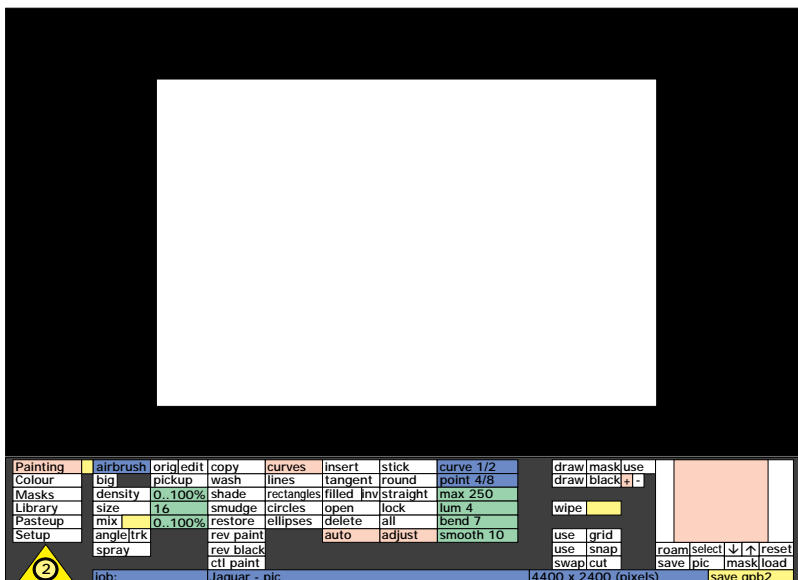 Painting airbrush orig edit copy curves insert stick curve 1/2 draw mask use
Colour big pickup wash lines tangent round point 4/8 draw black + -
Masks density 0..100% shade rectangles filled inv straight max 250
Library size 16 smudge circles open lock lum 4 wipe
Pasteup mix 0..100% restore ellipses delete all bend 7
Setup angle trk rev paint auto adjust smooth 10 use grid
spray rev black use snap roam select ↓ ↑ reset
2 ctl paint swap cut save pic mask load
job: Jaguar - pic 4400 x 2400 (pixels) save gpb2